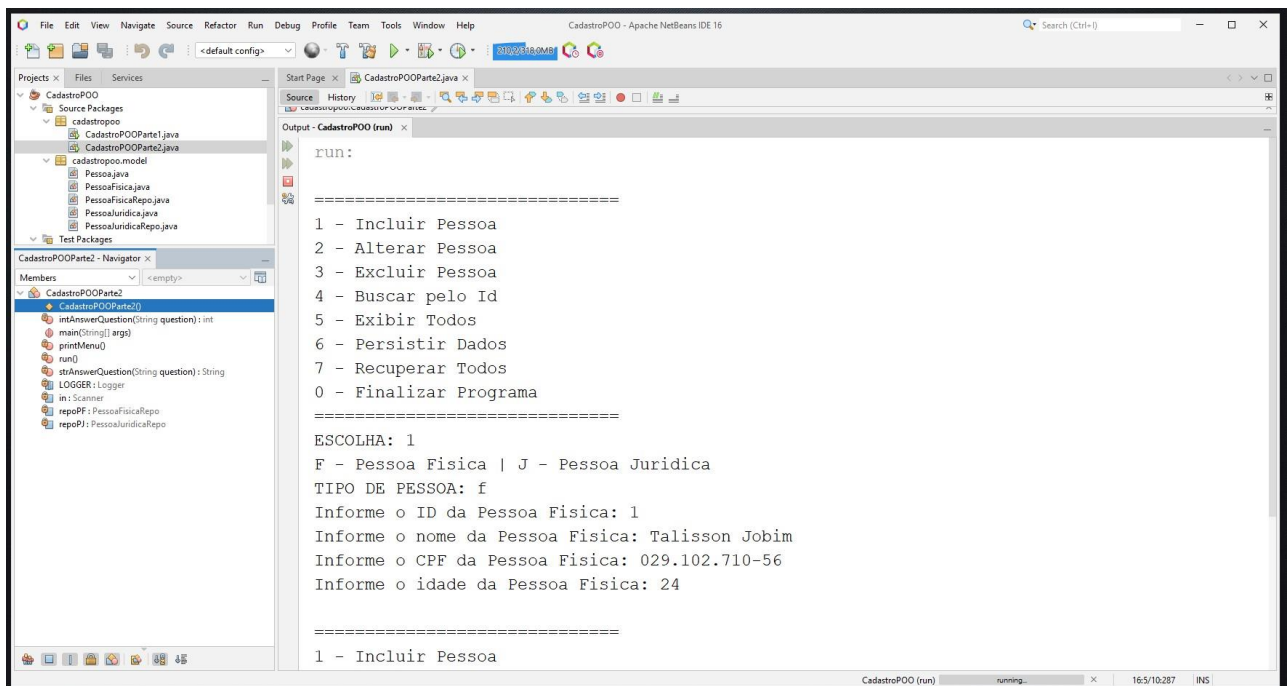 File Edit View Navigate Source Refactor Run Debug Profile Team Tools Window Help CadastroPOO - Apache NetBeans IDE 16 Search (Ctrl+I)
<default config>
Projects Files Services
CadastroPOO
Source Packages
cadastropoo
CadastroPOOParte1.java
CadastroPOOParte2.java
cadastropoo.model
Pessoa.java
PessoaFisica.java
PessoaFisicaRepo.java
PessoaJuridica.java
PessoaJuridicaRepo.java
Test Packages
CadastroPOOParte2 - Navigator
Members <empty>
CadastroPOOParte2
CadastroPOOParte2()
intAnswerQuestion(String question) : int
main(String[] args)
printMenu()
run()
strAnswerQuestion(String question) : String
LOGGER : Logger
in : Scanner
repoPF : PessoaFisicaRepo
repoPJ : PessoaJuridicaRepo
Start Page CadastroPOOParte2.java
Source History
Output - CadastroPOO (run)
run:
==============================
1 - Incluir Pessoa
2 - Alterar Pessoa
3 - Excluir Pessoa
4 - Buscar pelo Id
5 - Exibir Todos
6 - Persistir Dados
7 - Recuperar Todos
0 - Finalizar Programa
==============================
ESCOLHA: 1
F - Pessoa Fisica | J - Pessoa Juridica
TIPO DE PESSOA: f
Informe o ID da Pessoa Fisica: 1
Informe o nome da Pessoa Fisica: Talisson Jobim
Informe o CPF da Pessoa Fisica: 029.102.710-56
Informe o idade da Pessoa Fisica: 24
==============================
1 - Incluir Pessoa
CadastroPOO (run) running... 16:5/10:287 INS